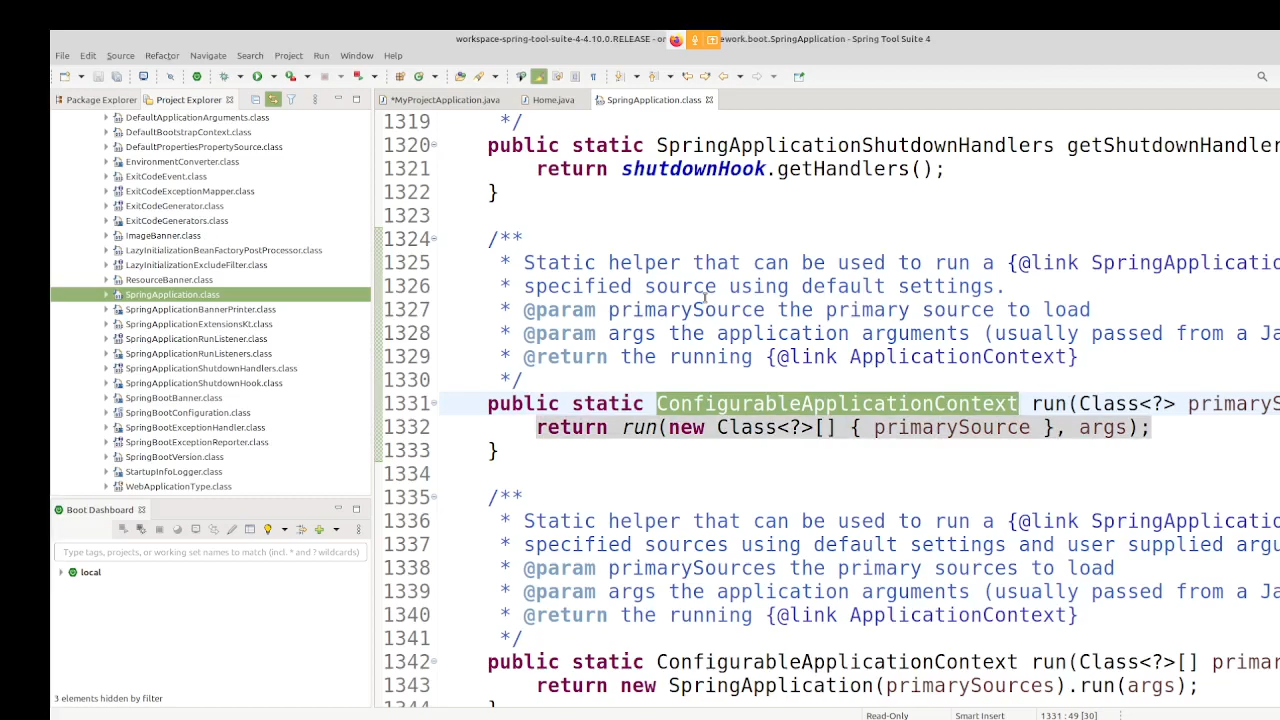 workspace-spring-tool-suite-4-4.10.0.RELEASE - or ework.boot.SpringApplication - Spring Tool Suite 4
File Edit Source Refactor Navigate Search Project Run Window Help
Package Explorer Project Explorer
DefaultApplicationArguments.class
DefaultBootstrapContext.class
DefaultPropertiesPropertySource.class
EnvironmentConverter.class
ExitCodeEvent.class
ExitCodeExceptionMapper.class
ExitCodeGenerator.class
ExitCodeGenerators.class
ImageBanner.class
LazyInitializationBeanFactoryPostProcessor.class
LazyInitializationExcludeFilter.class
ResourceBanner.class
SpringApplication.class
SpringApplicationBannerPrinter.class
SpringApplicationExtensionsKt.class
SpringApplicationRunListener.class
SpringApplicationRunListeners.class
SpringApplicationShutdownHandlers.class
SpringApplicationShutdownHook.class
SpringBootBanner.class
SpringBootConfiguration.class
SpringBootExceptionHandler.class
SpringBootExceptionReporter.class
SpringBootVersion.class
StartupInfoLogger.class
WebApplicationType.class
Boot Dashboard
Type tags, projects, or working set names to match (incl. * and ? wildcards)
local
3 elements hidden by filter
*MyProjectApplication.java Home.java SpringApplication.class
1319 */
1320 public static SpringApplicationShutdownHandlers getShutdownHandler
1321 return shutdownHook.getHandlers();
1322 }
1323
1324 /**
1325 * Static helper that can be used to run a {@link SpringApplicatio
1326 * specified source using default settings.
1327 * @param primarySource the primary source to load
1328 * @param args the application arguments (usually passed from a Ja
1329 * @return the running {@link ApplicationContext}
1330 */
1331 public static ConfigurableApplicationContext run(Class<?> primaryS
1332 return run(new Class<?>[] { primarySource }, args);
1333 }
1334
1335 /**
1336 * Static helper that can be used to run a {@link SpringApplicatio
1337 * specified sources using default settings and user supplied argu
1338 * @param primarySources the primary sources to load
1339 * @param args the application arguments (usually passed from a Ja
1340 * @return the running {@link ApplicationContext}
1341 */
1342 public static ConfigurableApplicationContext run(Class<?>[] primar
1343 return new SpringApplication(primarySources).run(args);
1344 }
Read-Only Smart Insert 1331 : 49 [30]